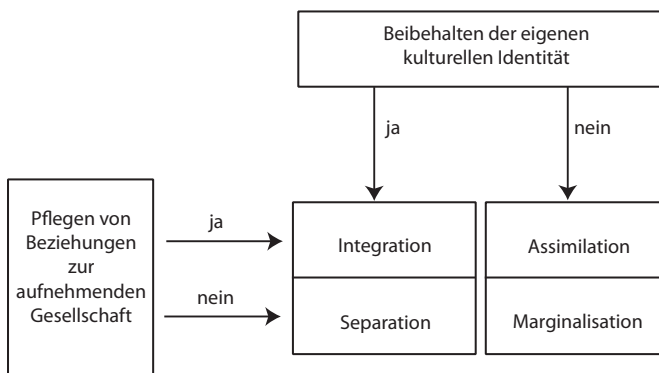 Beibehalten der eigenen
kulturellen Identität
ja
nein
Pflegen von
Beziehungen
zur
aufnehmenden
Gesellschaft
ja
nein
Integration
Assimilation
Separation
Marginalisation